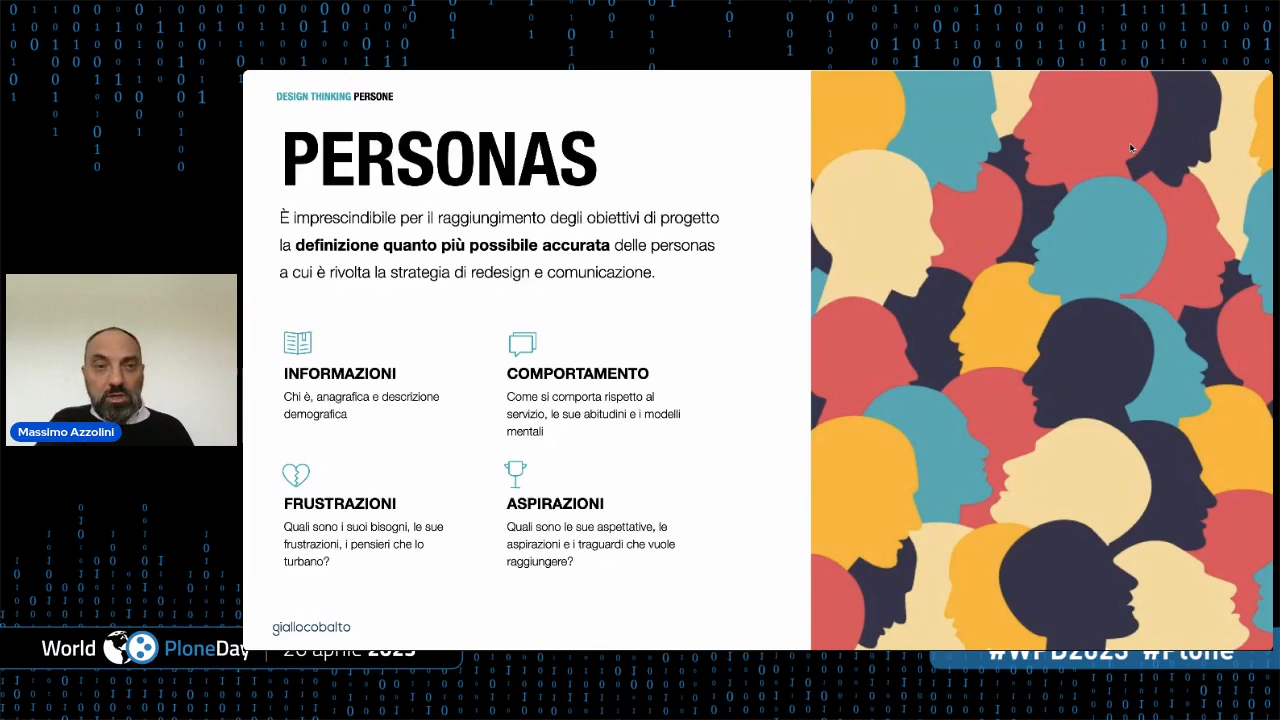 DESIGN THINKING PERSONE
PERSONAS
È imprescindibile per il raggiungimento degli obiettivi di progetto
la definizione quanto più possibile accurata delle personas
a cui è rivolta la strategia di redesign e comunicazione.
INFORMAZIONI
Chi è, anagrafica e descrizione
demografica
COMPORTAMENTO
Come si comporta rispetto al
servizio, le sue abitudini e i modelli
mentali
FRUSTRAZIONI
Quali sono i suoi bisogni, le sue
frustrazioni, i pensieri che lo
turbano?
ASPIRAZIONI
Quali sono le sue aspettative, le
aspirazioni e i traguardi che vuole
raggiungere?
giallocobalto
Massimo Azzolini
World PloneDay
aprile 2023
#WPD2023 #Plone